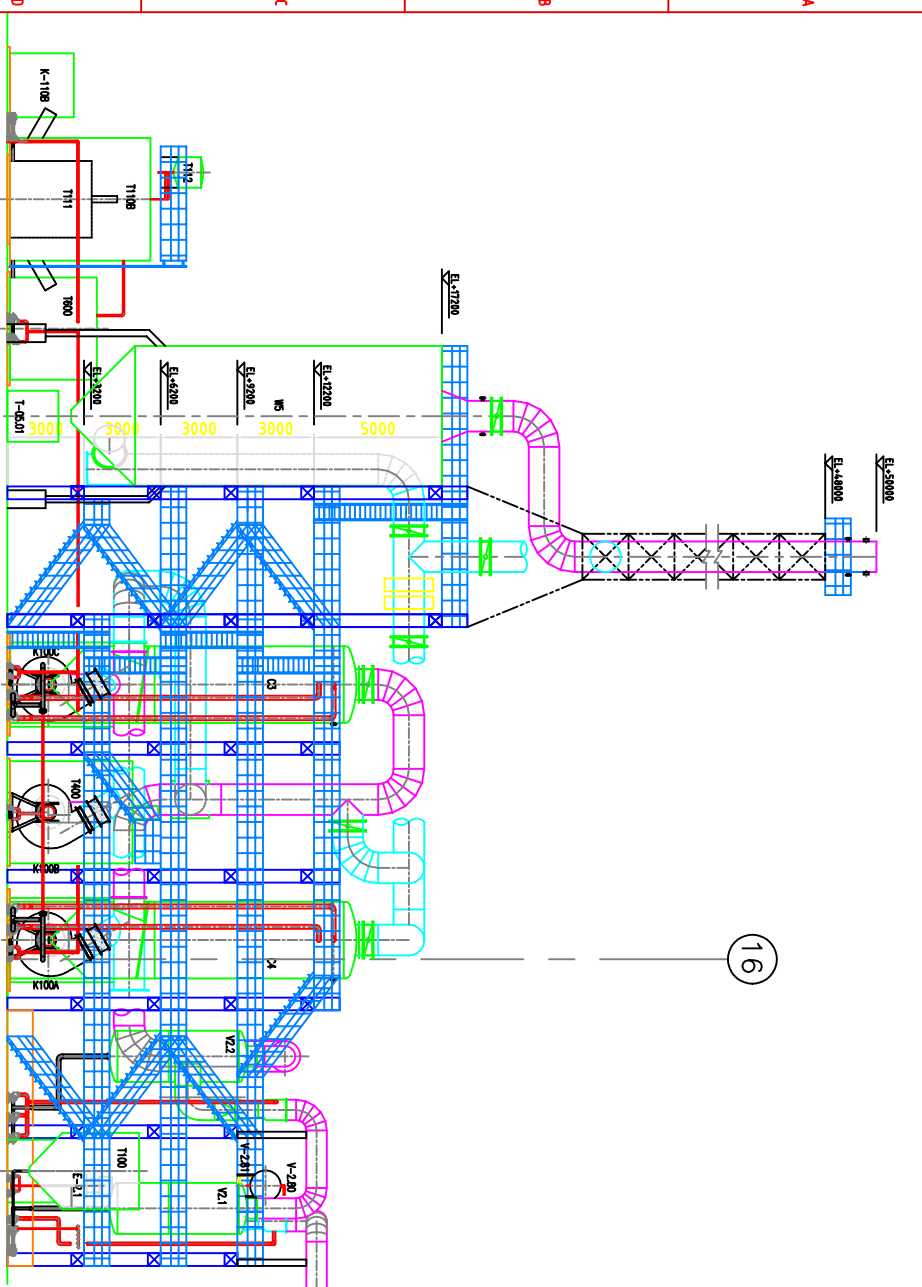 D
C
B
A
K-110B
T112
T110B
T111
T600
EL+17200
EL+3200
EL+6200
EL+9200
EL+12200
W5
T-05.01
3000
3000
3000
3000
5000
EL+48000
EL+50000
K100C
C3
T400
K100B
K100A
C4
16
V2.2
T100
E-2.1
V2.1
V-2.81
V-2.80